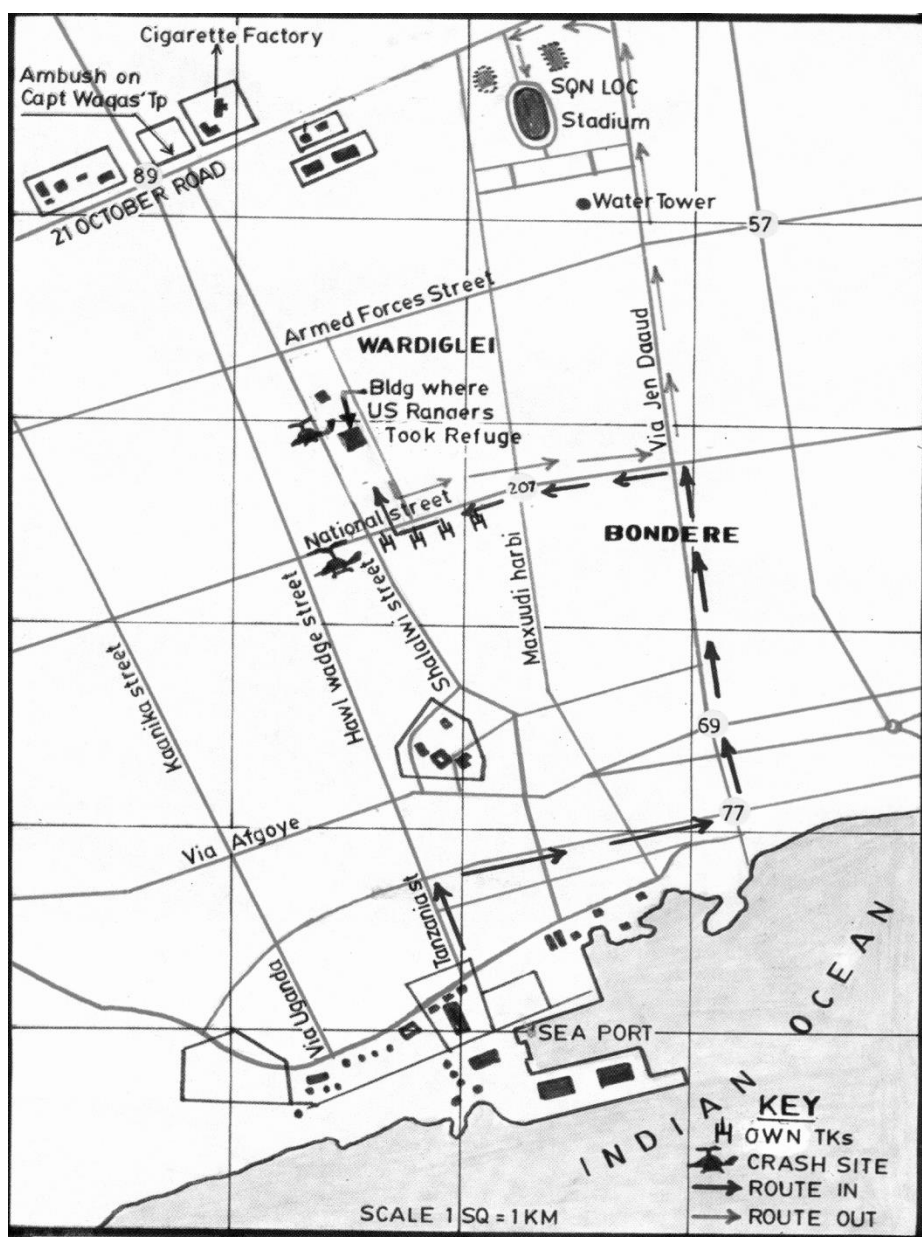 Cigarette Factory
Ambush on
Capt Waqas' Tp
SQN LOC
Stadium
89
21 OCTOBER ROAD
Water Tower
57
Armed Forces Street
WARDIGLEI
Via Jen Daaud
Bldg where
US Rangers
Took Refuge
207
National street
BONDERE
Maxuudi harbi
Shalalwi street
Hawl wadge street
Kaanika street
69
77
Via Afgoye
Tanzania st
Via Uganda
SEA PORT
INDIAN OCEAN
KEY
OWN TKs
CRASH SITE
ROUTE IN
ROUTE OUT
SCALE 1 SQ = 1 KM